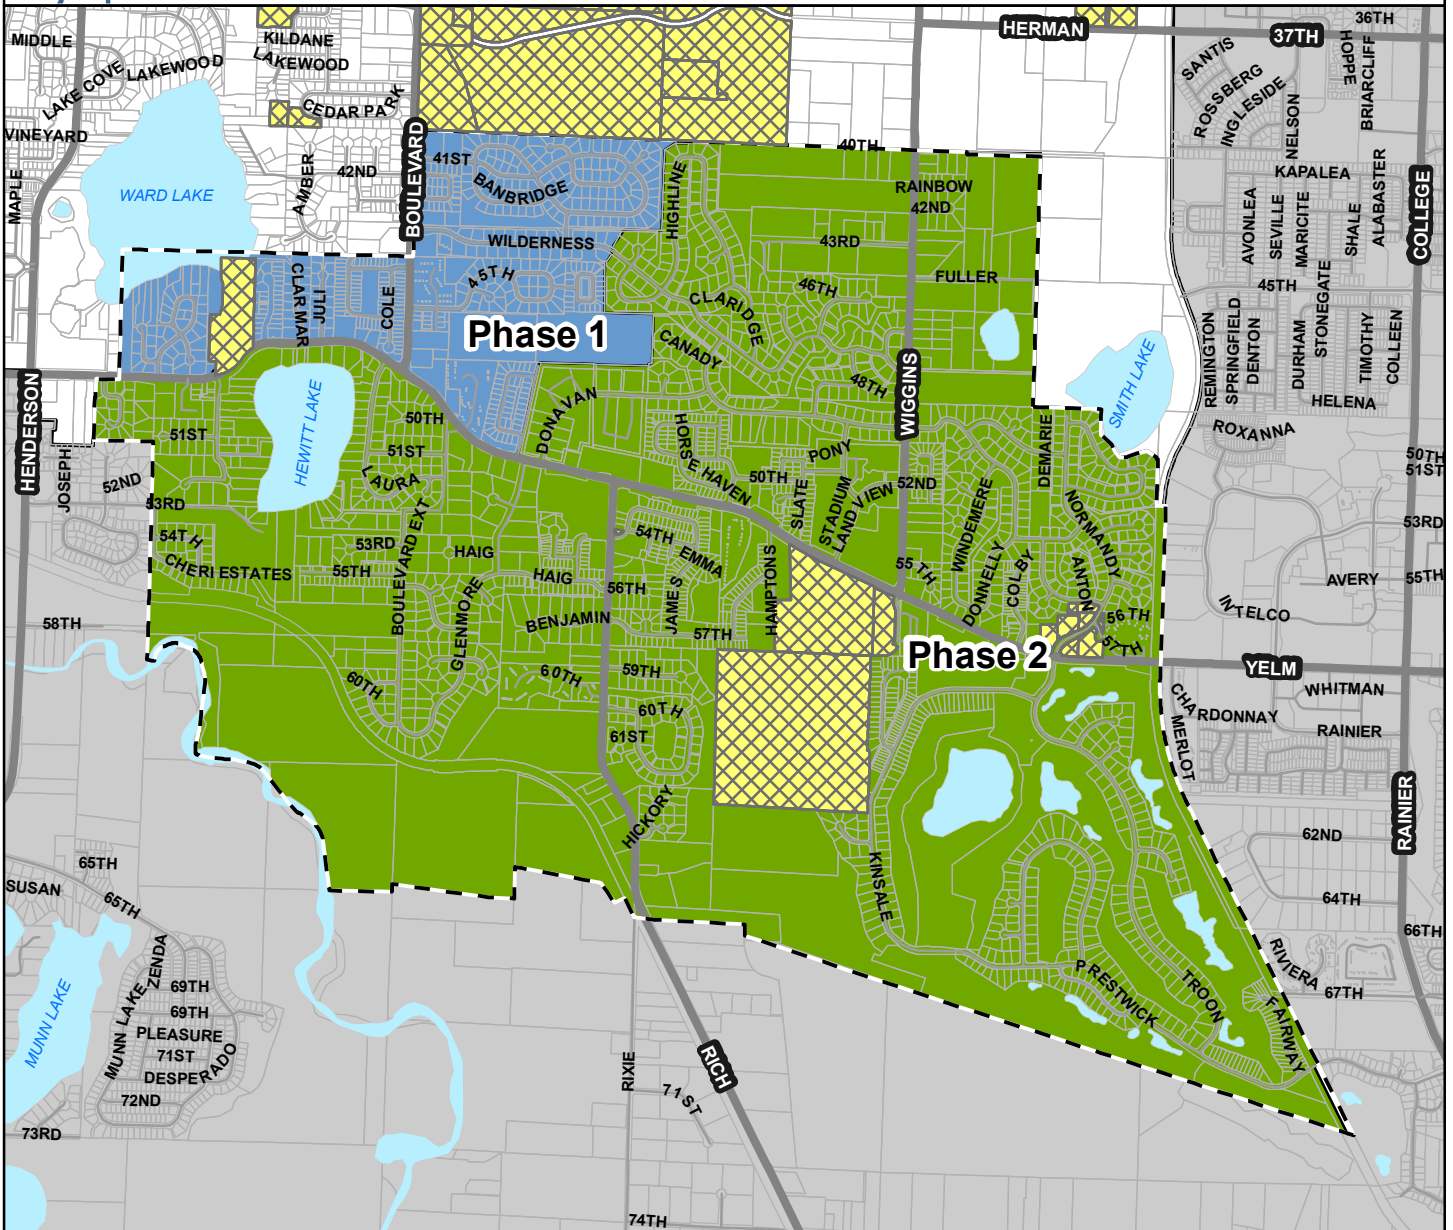 36TH
HERMAN
37TH
MIDDLE
KILDANE
LAKEWOOD
LAKEWOOD
LAKE COVE
CEDAR PARK
VINEYARD
SANTIS
ROSSBERG
INGLESIDE
HOPPE
BRIARCLIFF
NELSON
BOULEVARD
40TH
41ST
42ND
AMBER
BANBRIDGE
HIGHLINE
RAINBOW
42ND
KAPALEA
ALABASTER
COLLEGE
MAPLE
WARD LAKE
WILDERNESS
43RD
AVONLEA
SEVILLE
MARICITE
SHALE
45TH
46TH
FULLER
45TH
CLAR MAR
JULI
COLE
CLARIDGE
Phase 1
CANADY
WIGGINS
SMITH LAKE
REMINGTON
SPRINGFIELD
DENTON
DURHAM
STONEGATE
TIMOTHY
COLLEEN
HENDERSON
48TH
HELENA
HEWITT LAKE
50TH
DONAVAN
51ST
51ST
HORSE HAVEN
PONY
DEMARIE
ROXANNA
50TH
51ST
JOSEPH
52ND
LAURA
50TH
SLATE
STADIUM
LAND VIEW
52ND
WINDEMERE
NORMANDY
53RD
53RD
54TH
BOULEVARD EXT
53RD
HAIG
54TH
EMMA
HAMPTONS
55TH
DONNELLY
COLBY
ANTON
CHERI ESTATES
55TH
HAIG
56TH
JAMES
AVERY
55TH
INTELCO
58TH
GLENMORE
BENJAMIN
57TH
56TH
57TH
Phase 2
YELM
60TH
60TH
59TH
60TH
61ST
CHARDONNAY
MERLOT
WHITMAN
RAINIER
HICKORY
RAINIER
62ND
65TH
SUSAN
65TH
KINSALE
64TH
66TH
ZENDA
MUNN LAKE
MUNN LAKE
69TH
69TH
PLEASURE
71ST
DESPERADO
72ND
73RD
PRESTWICK
TROON
RIVIERA
FAIRWAY
67TH
RIXIE
RICH
71ST
74TH